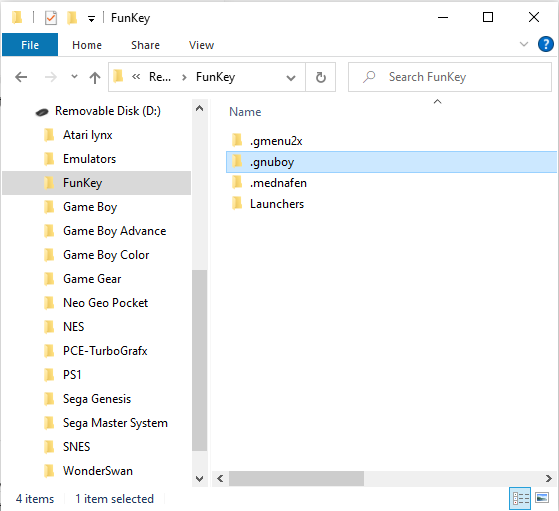 FunKey
File
Home
Share
View
Re...
FunKey
Search FunKey
Removable Disk (D:)
Atari lynx
Emulators
FunKey
Game Boy
Game Boy Advance
Game Boy Color
Game Gear
Neo Geo Pocket
NES
PCE-TurboGrafx
PS1
Sega Genesis
Sega Master System
SNES
WonderSwan
Name
.gmenu2x
.gnuboy
.mednafen
Launchers
4 items
1 item selected